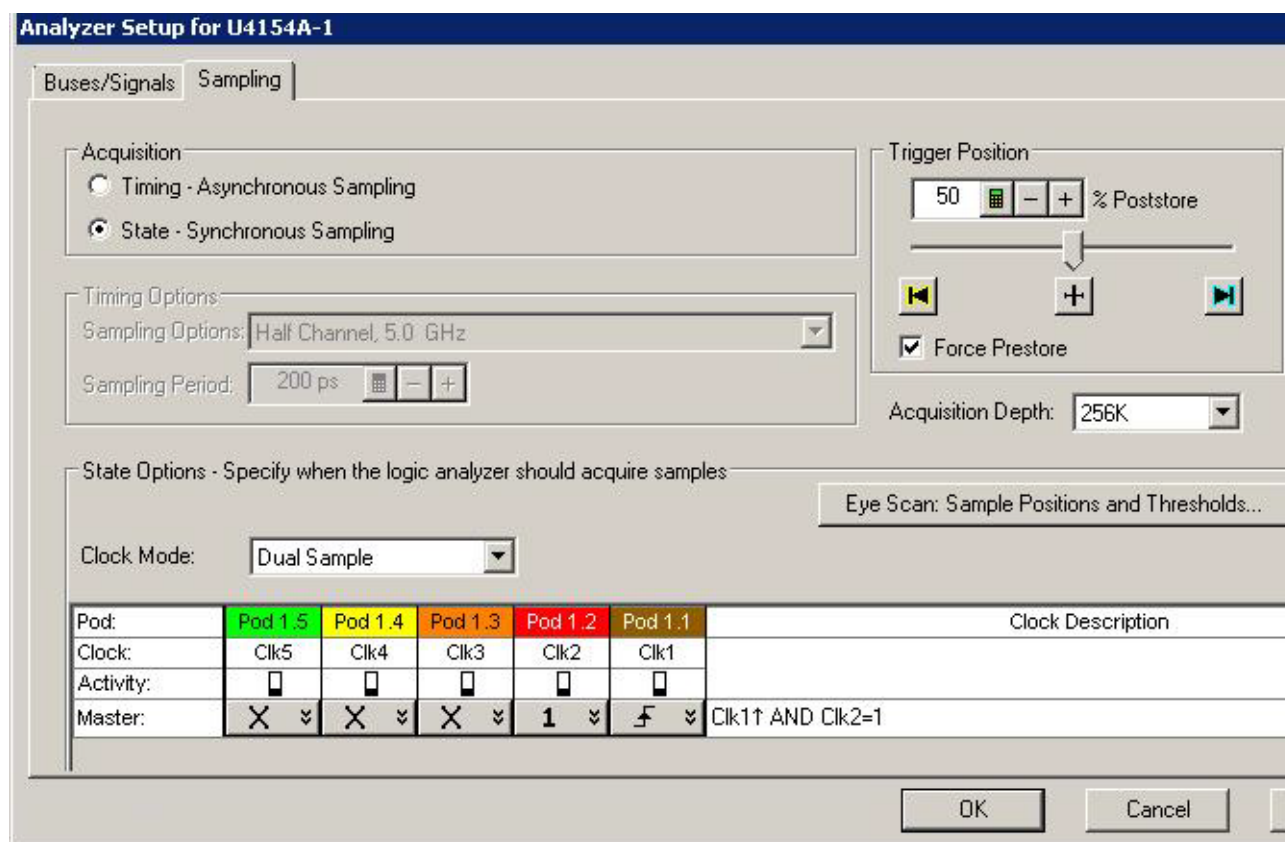 Analyzer Setup for U4154A-1
Buses/Signals Sampling
Acquisition
Timing - Asynchronous Sampling
State - Synchronous Sampling
Trigger Position
50 % Poststore
Force Prestore
Timing Options
Sampling Options: Half Channel, 5.0 GHz
Sampling Period: 200 ps
Acquisition Depth: 256K
State Options - Specify when the logic analyzer should acquire samples
Eye Scan: Sample Positions and Thresholds...
Clock Mode: Dual Sample
Pod: Pod 1.5 Pod 1.4 Pod 1.3 Pod 1.2 Pod 1.1 Clock Description
Clock: Clk5 Clk4 Clk3 Clk2 Clk1
Activity:
Master: X X X 1 Clk1↑ AND Clk2=1
OK Cancel